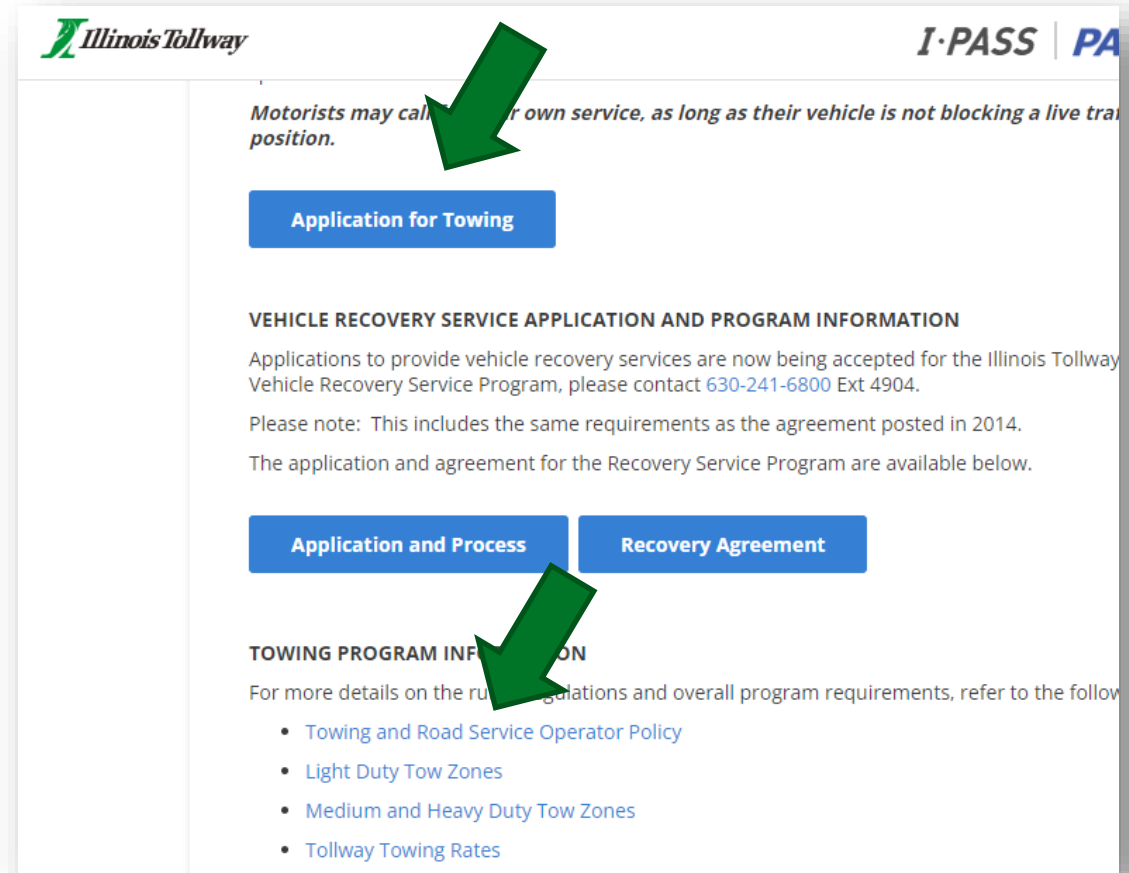 Illinois Tollway
I·PASS | PA
Motorists may call r own service, as long as their vehicle is not blocking a live
position.
Application for Towing
VEHICLE RECOVERY SERVICE APPLICATION AND PROGRAM INFORMATION
Applications to provide vehicle recovery services are now being accepted for the Illinois Tollway
Vehicle Recovery Service Program, please contact 630-241-6800 Ext 4904.
Please note: This includes the same requirements as the agreement posted in 2014.
The application and agreement for the Recovery Service Program are available below.
Application and Process
Recovery Agreement
TOWING PROGRAM INF ON
For more details on the ru gulations and overall program requirements, refer to the follow
• Towing and Road Service Operator Policy
• Light Duty Tow Zones
• Medium and Heavy Duty Tow Zones
• Tollway Towing Rates